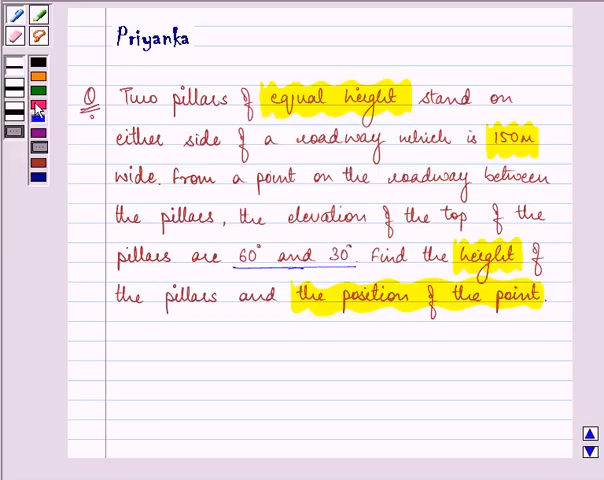 Priyanka
Q Two pillars of equal height stand on
either side of a roadway which is 150m
wide. From a point on the roadway between
the pillars, the elevation of the top of the
pillars are 60° and 30°. Find the height of
the pillars and the position of the point.